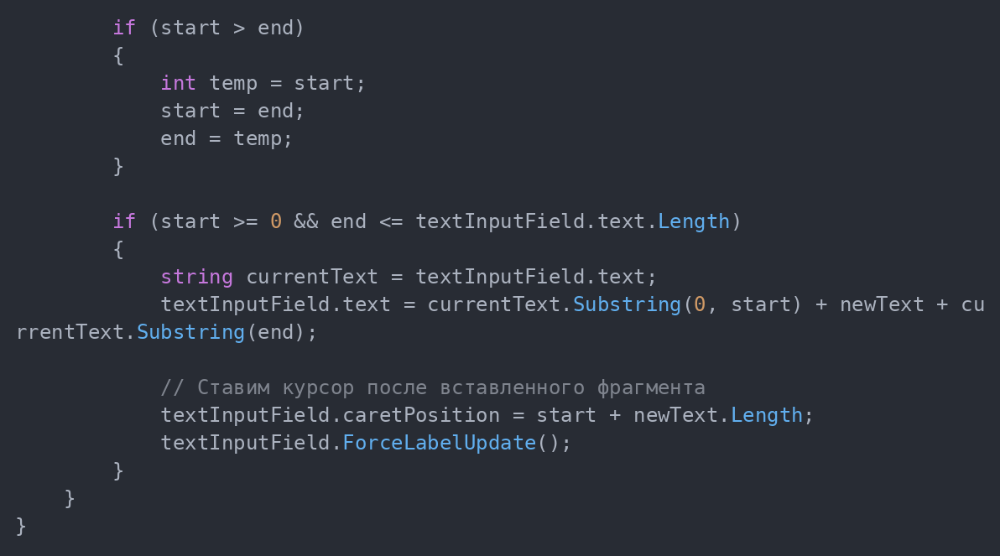 if (start > end)
        {
            int temp = start;
            start = end;
            end = temp;
        }

        if (start >= 0 && end <= textInputField.text.Length)
        {
            string currentText = textInputField.text;
            textInputField.text = currentText.Substring(0, start) + newText + cu
rrentText.Substring(end);

            // Ставим курсор после вставленного фрагмента
            textInputField.caretPosition = start + newText.Length;
            textInputField.ForceLabelUpdate();
        }
    }
}